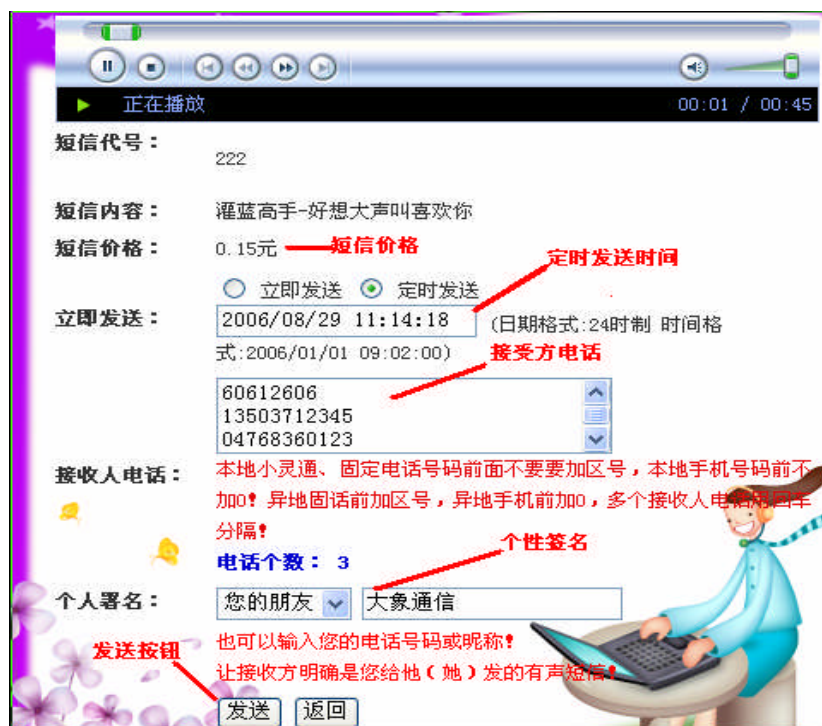 正在播放 00:01 / 00:45
短信代号：
222
短信内容： 灌蓝高手-好想大声叫喜欢你
短信价格： 0.15元 短信价格
定时发送时间
立即发送 定时发送
立即发送： 2006/08/29 11:14:18 (日期格式:24时制 时间格
式:2006/01/01 09:02:00)
接受方电话
60612606
13503712345
04768360123
接收人电话： 本地小灵通、固定电话号码前面不要要加区号，本地手机号码前不
加0！异地固话前加区号，异地手机前加0，多个接收人电话用回车
分隔！
个性签名
电话个数： 3
个人署名： 您的朋友 大象通信
也可以输入您的电话号码或昵称！
发送按钮
让接收方明确是您给他（她）发的有声短信！
发送 返回